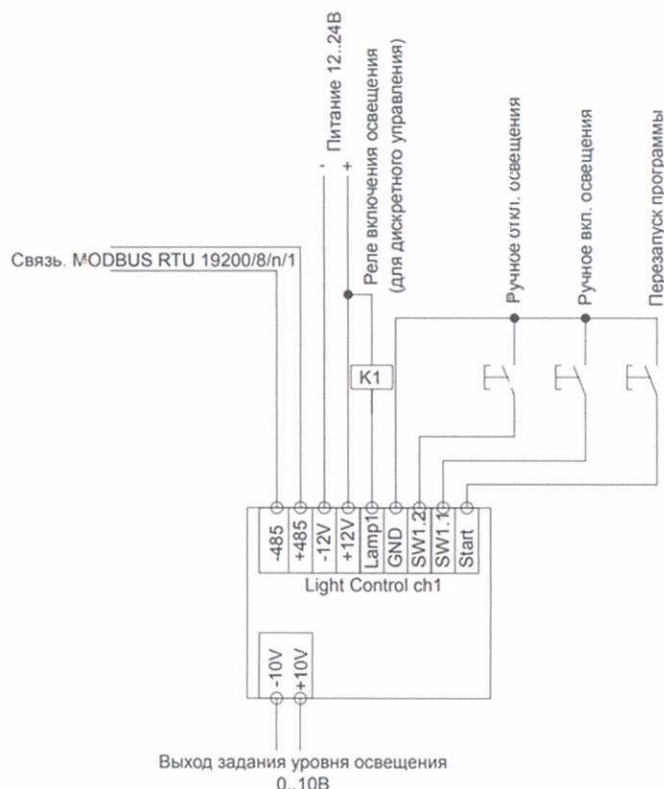 - Питание 12..24В
+
Реле включения освещения
(для дискретного управления)
Ручное откл. освещения
Ручное вкл. освещения
Перезапуск программы
Связь. MODBUS RTU 19200/8/n/1
K1
-485
+485
-12V
+12V
Lamp1
GND
SW1.2
SW1.1
Start
Light Control ch1
-10V
+10V
Выход задания уровня освещения
0..10В